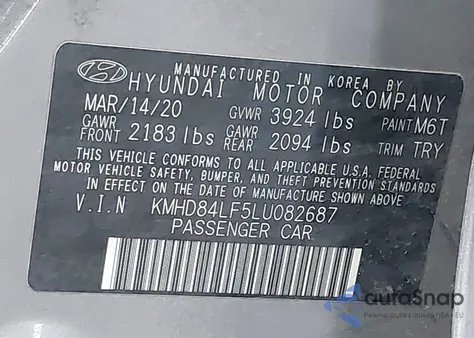 MANUFACTURED IN KOREA BY
HYUNDAI MOTOR COMPANY
MAR/14/20 GVWR 3924 lbs PAINT M6T
GAWR FRONT 2183 lbs GAWR REAR 2094 lbs TRIM TRY
THIS VEHICLE CONFORMS TO ALL APPLICABLE U.S.A. FEDERAL
MOTOR VEHICLE SAFETY, BUMPER, AND THEFT PREVENTION STANDARDS
IN EFFECT ON THE DATE OF MANUFACTURE SHOWN ABOVE
V.I.N KMHD84LF5LU082687
PASSENGER CAR
autoSnap